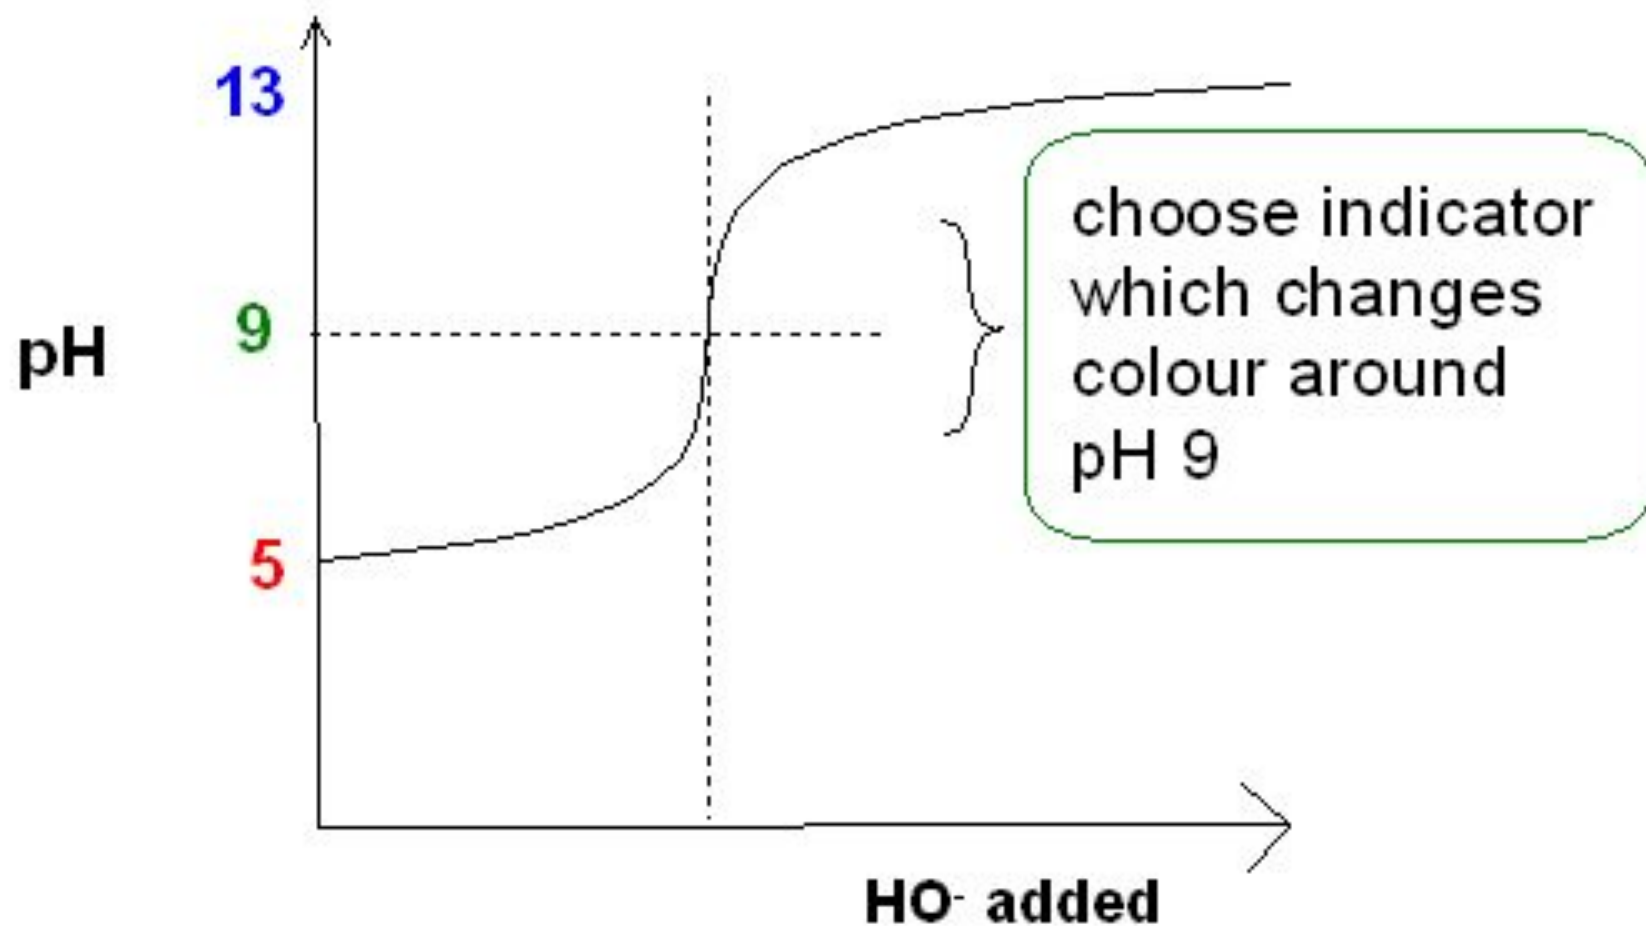 13
9
pH
5
choose indicator
which changes
colour around
pH 9
HO- added